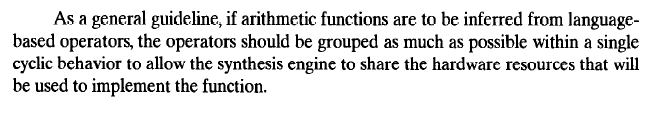 As a general guideline, if arithmetic functions are to be inferred from language-
based operators, the operators should be grouped as much as possible within a single
cyclic behavior to allow the synthesis engine to share the hardware resources that will
be used to implement the function.